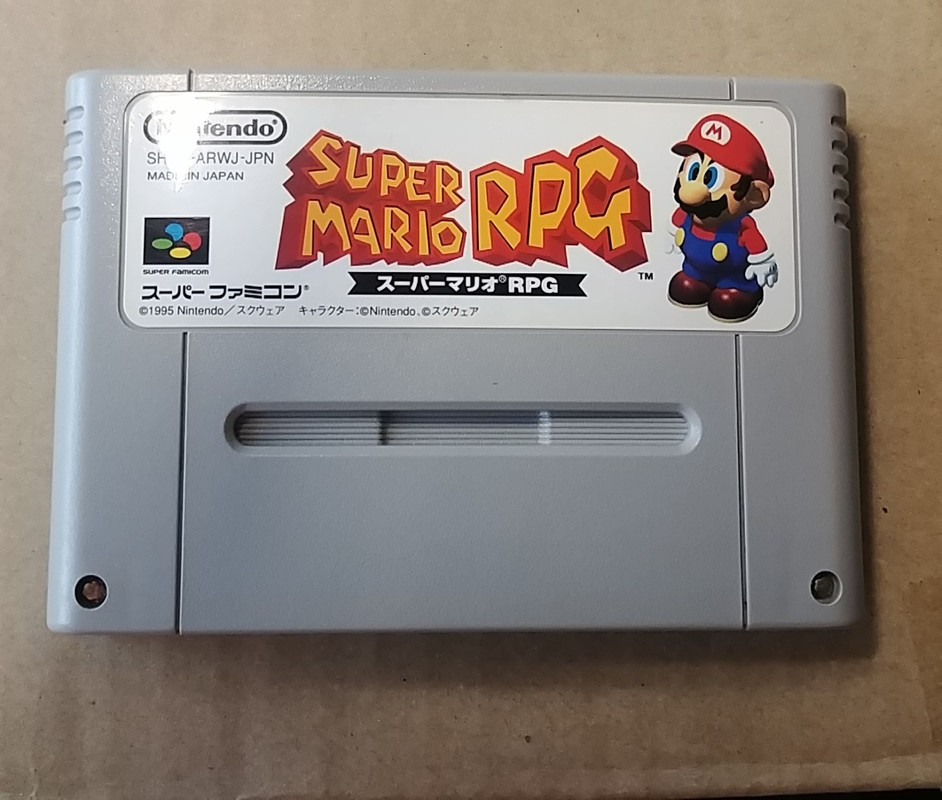 Nintendo®
ARWJ-JPN
MADE IN JAPAN
SUPER
MARIO RPG
™
スーパーマリオ®RPG
M
SUPER FAMICOM
スーパーファミコン®
©1995 Nintendo／スクウェア キャラクター：©Nintendo、©スクウェア